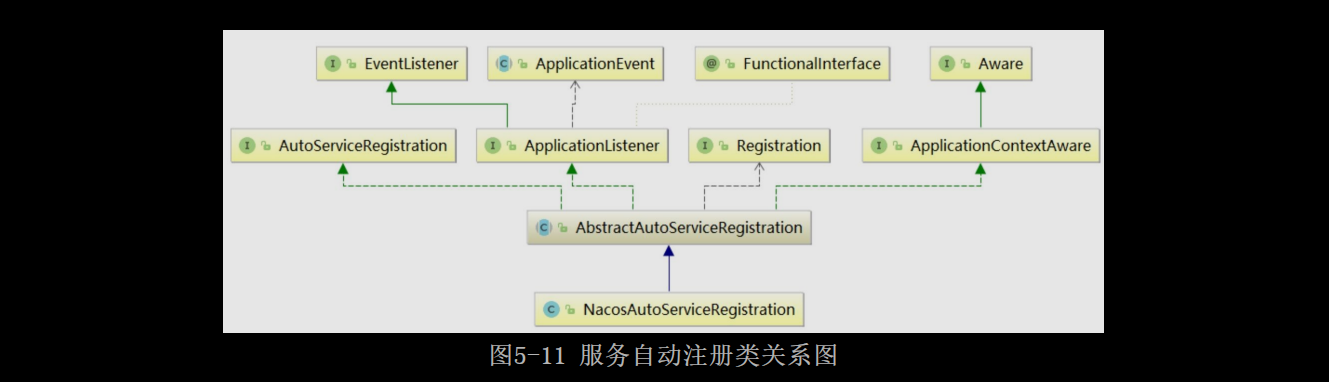 I EventListener
C ApplicationEvent
@ FunctionalInterface
I Aware
I AutoServiceRegistration
I ApplicationListener
I Registration
I ApplicationContextAware
C AbstractAutoServiceRegistration
C NacosAutoServiceRegistration
图5-11 服务自动注册类关系图